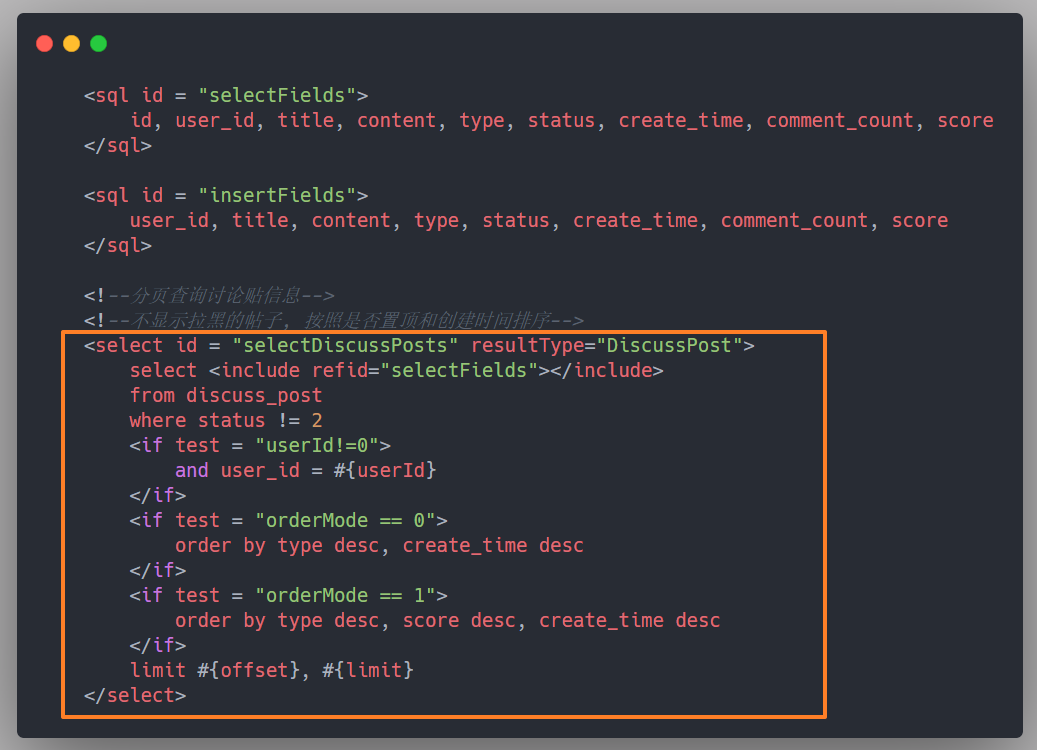 <sql id = "selectFields">
id, user_id, title, content, type, status, create_time, comment_count, score
</sql>
<sql id = "insertFields">
user_id, title, content, type, status, create_time, comment_count, score
</sql>
<!--分页查询讨论贴信息-->
<!--不显示拉黑的帖子, 按照是否置顶和创建时间排序-->
<select id = "selectDiscussPosts" resultType="DiscussPost">
select <include refid="selectFields"></include>
from discuss_post
where status != 2
<if test = "userId!=0">
and user_id = #{userId}
</if>
<if test = "orderMode == 0">
order by type desc, create_time desc
</if>
<if test = "orderMode == 1">
order by type desc, score desc, create_time desc
</if>
limit #{offset}, #{limit}
</select>